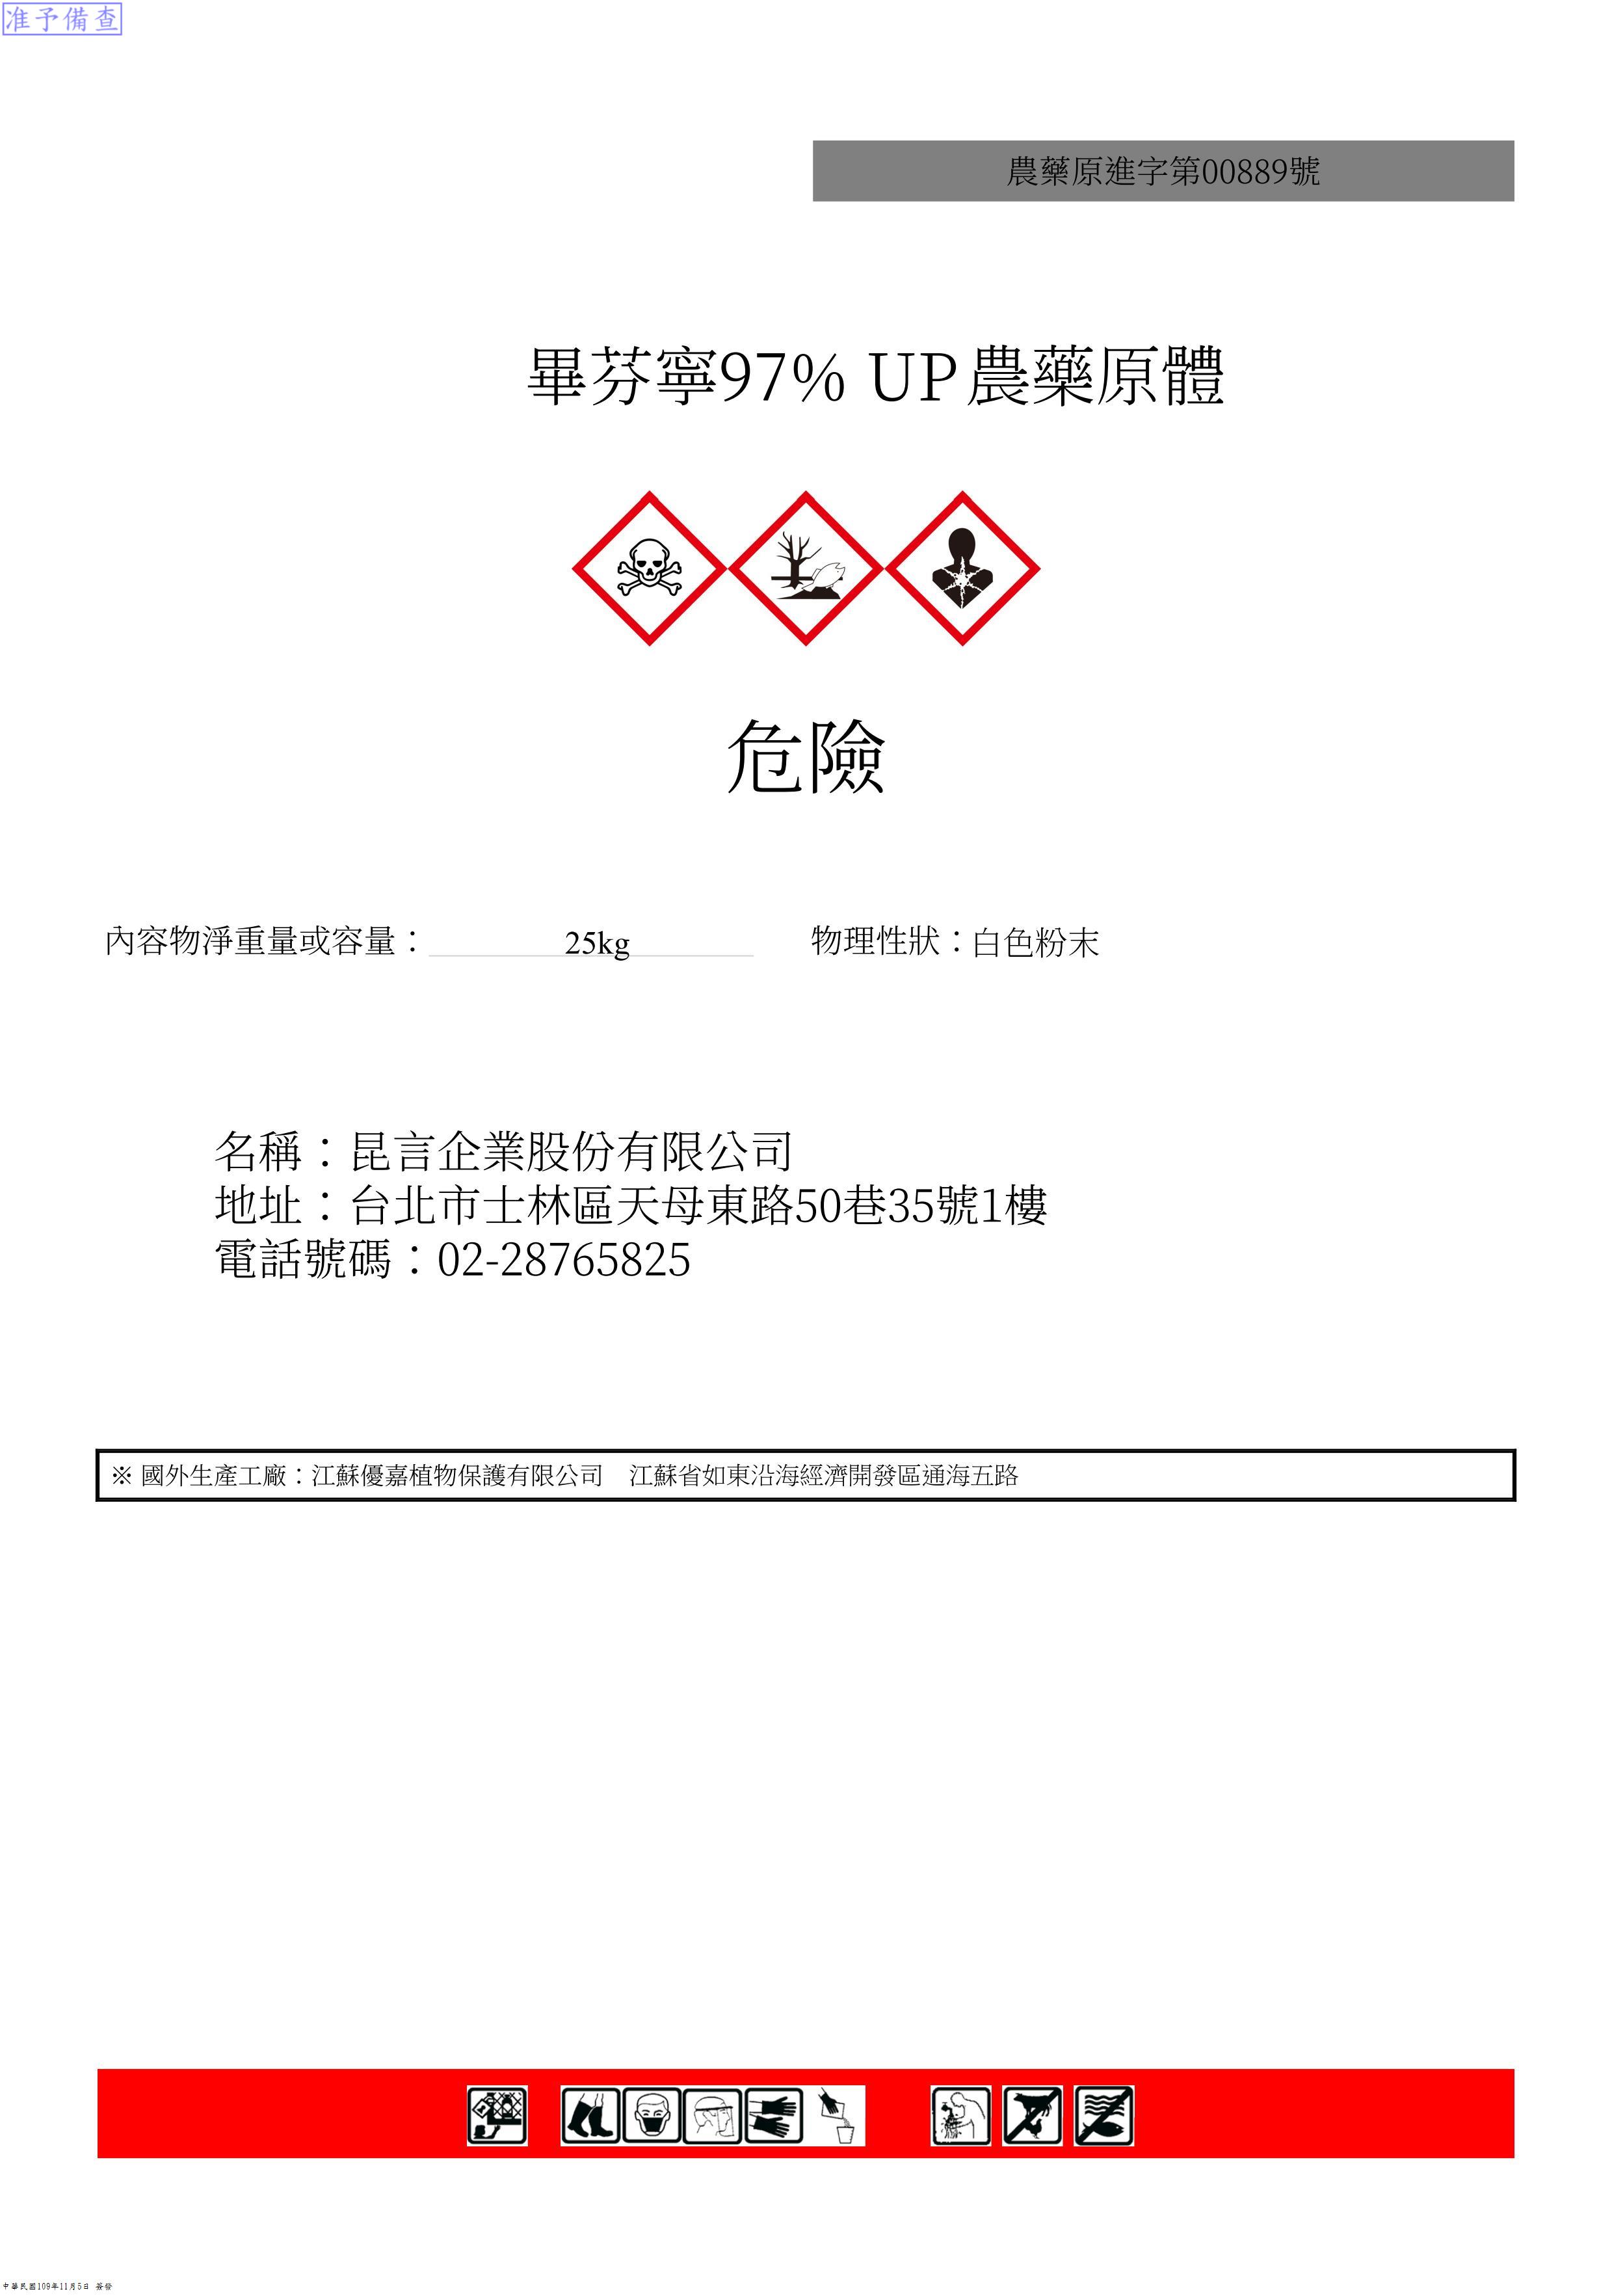 准予備查
農藥原進字第00889號
畢芬寧97% UP農藥原體
危險
內容物淨重量或容量：25kg 物理性狀：白色粉末
名稱：昆言企業股份有限公司
地址：台北市士林區天母東路50巷35號1樓
電話號碼：02-28765825
※ 國外生產工廠：江蘇優嘉植物保護有限公司 江蘇省如東沿海經濟開發區通海五路
中華民國109年11月5日 簽發